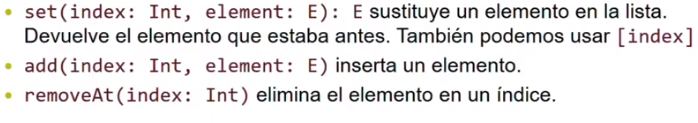 • set(index: Int, element: E): E sustituye un elemento en la lista.
Devuelve el elemento que estaba antes. También podemos usar [index]
• add(index: Int, element: E) inserta un elemento.
• removeAt(index: Int) elimina el elemento en un índice.